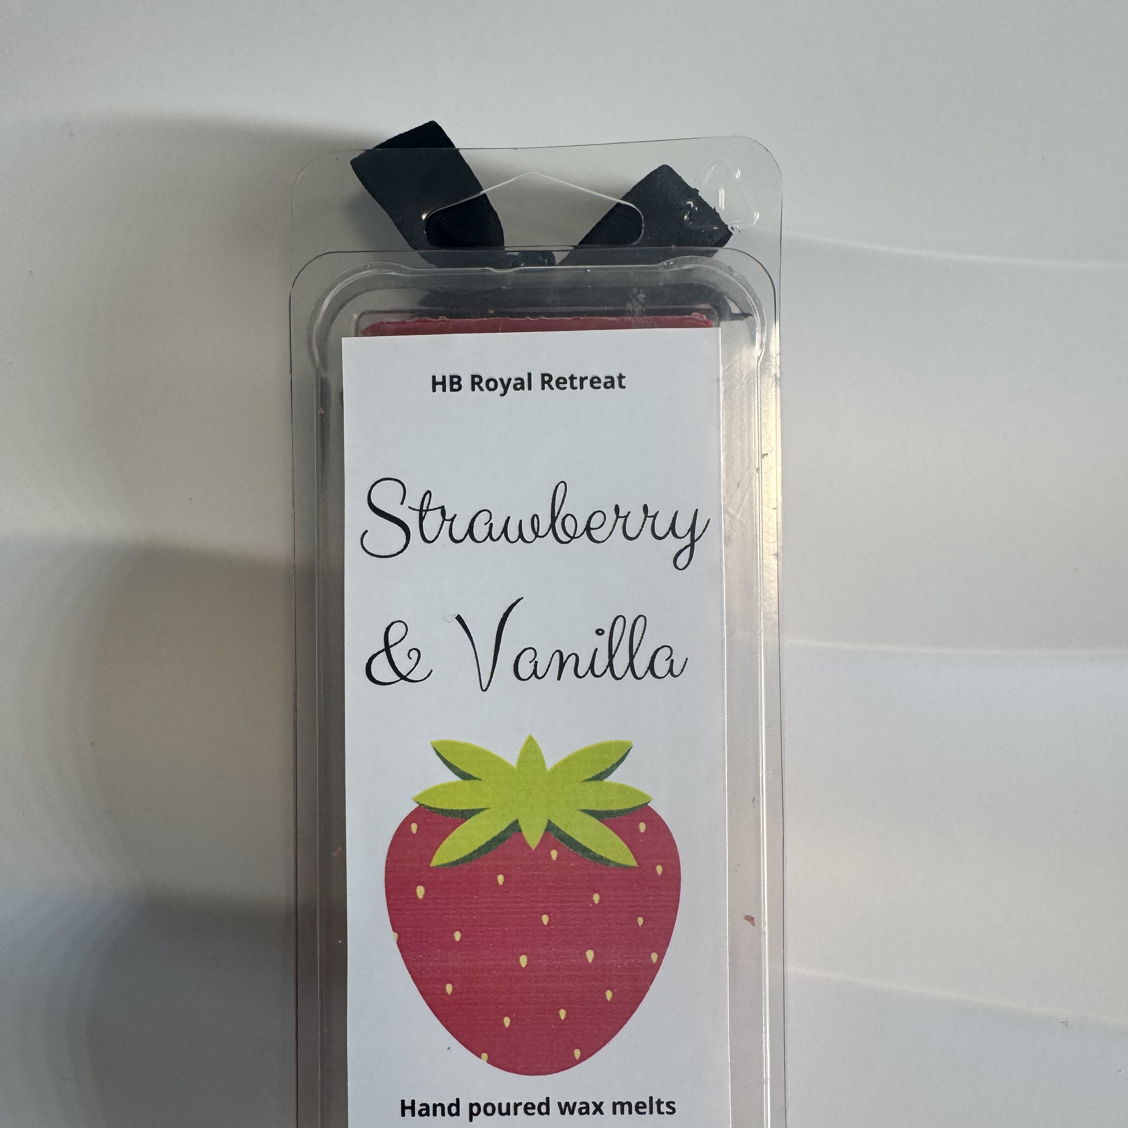 HB Royal Retreat
Strawberry
& Vanilla
Hand poured wax melts